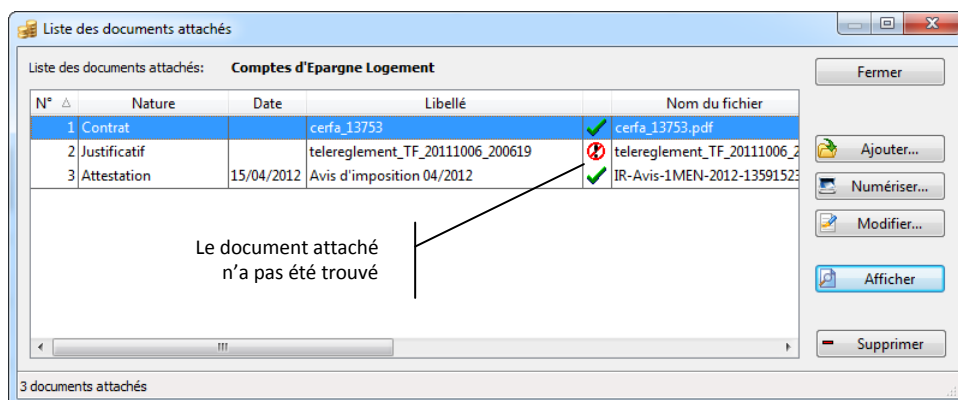 Liste des documents attachés
Liste des documents attachés: Comptes d'Epargne Logement
Fermer
N° Nature Date Libellé Nom du fichier
1 Contrat cerfa_13753 cerfa_13753.pdf
2 Justificatif telereglement_TF_20111006_200619 telereglement_TF_20111006_2
3 Attestation 15/04/2012 Avis d'imposition 04/2012 IR-Avis-1MEN-2012-13591523
Ajouter...
Numériser...
Modifier...
Afficher
Supprimer
Le document attaché
n'a pas été trouvé
3 documents attachés